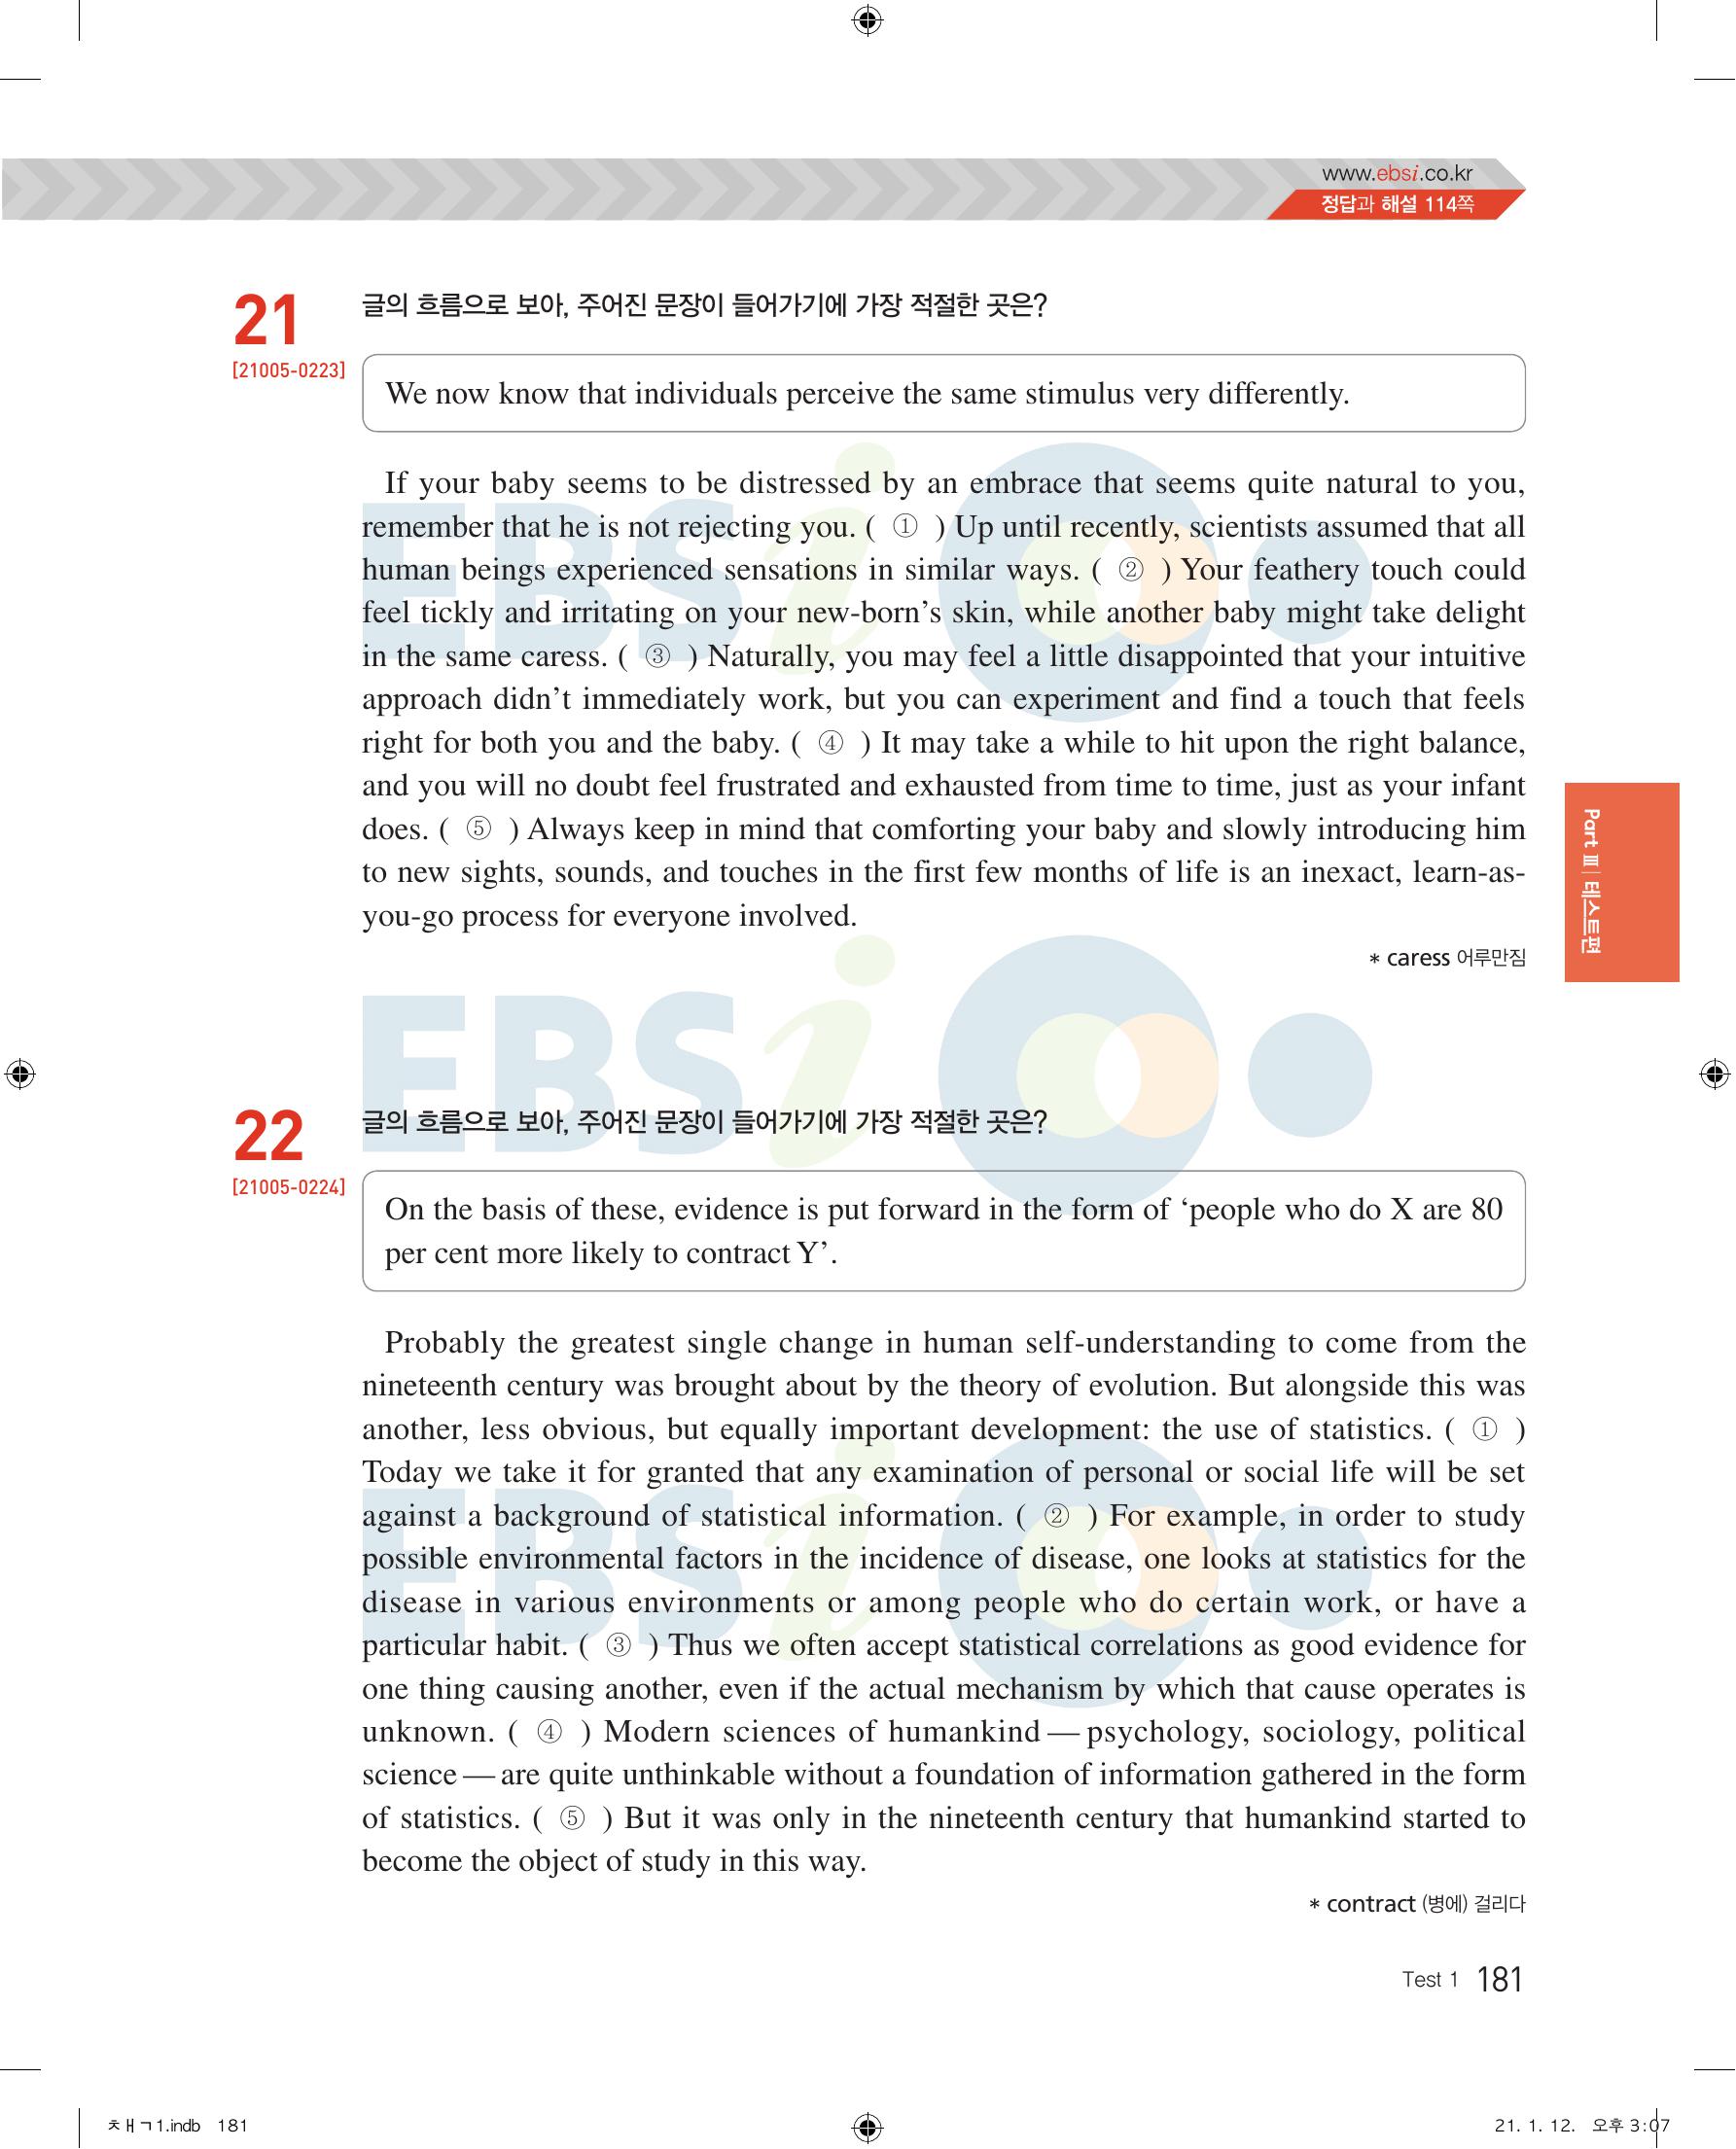 www.ebsi.co.kr
정답과 해설 114쪽
21
글의 흐름으로 보아, 주어진 문장이 들어가기에 가장 적절한 곳은?
[21005-0223]
We now know that individuals perceive the same stimulus very differently.
If your baby seems to be distressed by an embrace that seems quite natural to you,
remember that he is not rejecting you. ( ① ) Up until recently, scientists assumed that all
human beings experienced sensations in similar ways. ( ② ) Your feathery touch could
feel tickly and irritating on your new-born’s skin, while another baby might take delight
in the same caress. ( ③ ) Naturally, you may feel a little disappointed that your intuitive
approach didn’t immediately work, but you can experiment and find a touch that feels
right for both you and the baby. ( ④ ) It may take a while to hit upon the right balance,
and you will no doubt feel frustrated and exhausted from time to time, just as your infant
does. ( ⑤ ) Always keep in mind that comforting your baby and slowly introducing him
to new sights, sounds, and touches in the first few months of life is an inexact, learn-as-
you-go process for everyone involved.
* caress 어루만짐
Part Ⅲ | 테스트편
EBSi
22
글의 흐름으로 보아, 주어진 문장이 들어가기에 가장 적절한 곳은?
[21005-0224]
On the basis of these, evidence is put forward in the form of ‘people who do X are 80
per cent more likely to contract Y’.
Probably the greatest single change in human self-understanding to come from the
nineteenth century was brought about by the theory of evolution. But alongside this was
another, less obvious, but equally important development: the use of statistics. ( ① )
Today we take it for granted that any examination of personal or social life will be set
against a background of statistical information. ( ② ) For example, in order to study
possible environmental factors in the incidence of disease, one looks at statistics for the
disease in various environments or among people who do certain work, or have a
particular habit. ( ③ ) Thus we often accept statistical correlations as good evidence for
one thing causing another, even if the actual mechanism by which that cause operates is
unknown. ( ④ ) Modern sciences of humankind — psychology, sociology, political
science — are quite unthinkable without a foundation of information gathered in the form
of statistics. ( ⑤ ) But it was only in the nineteenth century that humankind started to
become the object of study in this way.
* contract (병에) 걸리다
Test 1 181
ㅊㅐㄱ1.indb 181
21. 1. 12. 오후 3:07